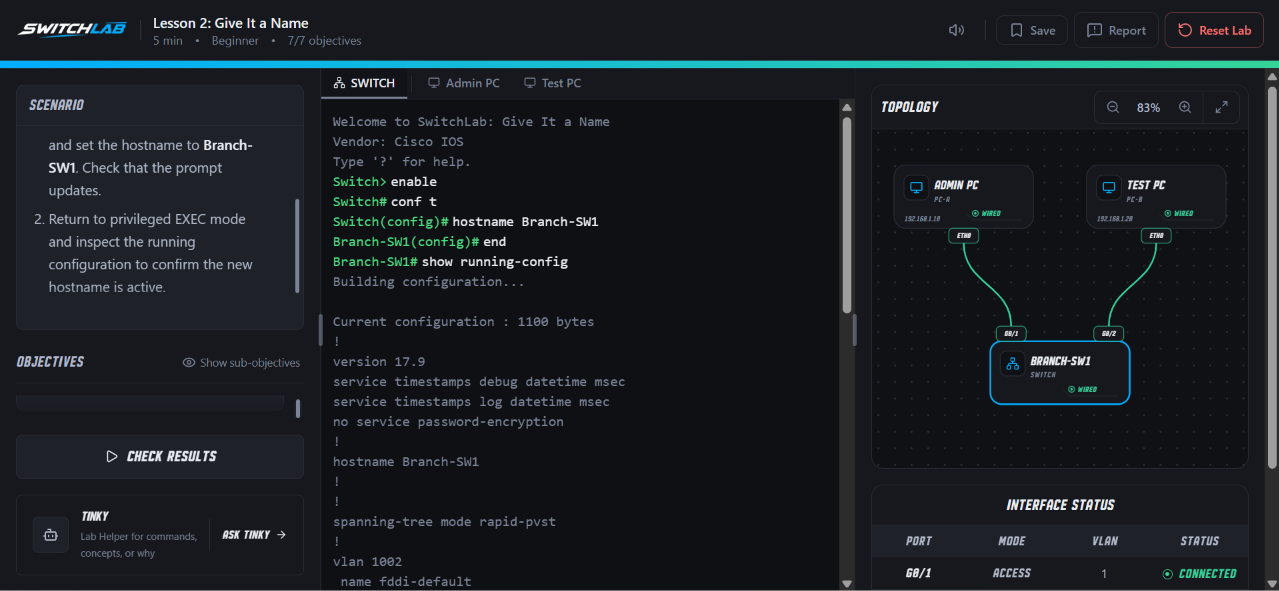 SWITCHLAB
Lesson 2: Give It a Name
5 min • Beginner • 7/7 objectives
Save
Report
Reset Lab
SCENARIO
and set the hostname to Branch-
SW1. Check that the prompt
updates.
2. Return to privileged EXEC mode
and inspect the running
configuration to confirm the new
hostname is active.
OBJECTIVES
Show sub-objectives
CHECK RESULTS
TINKY
Lab Helper for commands,
concepts, or why
ASK TINKY →
SWITCH
Admin PC
Test PC
Welcome to SwitchLab: Give It a Name
Vendor: Cisco IOS
Type '?' for help.
Switch> enable
Switch# conf t
Switch(config)# hostname Branch-SW1
Branch-SW1(config)# end
Branch-SW1# show running-config
Building configuration...
Current configuration : 1100 bytes
!
version 17.9
service timestamps debug datetime msec
service timestamps log datetime msec
no service password-encryption
!
hostname Branch-SW1
!
!
spanning-tree mode rapid-pvst
!
vlan 1002
name fddi-default
TOPOLOGY
83%
ADMIN PC
PC-A
192.168.1.10
WIRED
ETH0
TEST PC
PC-B
192.168.1.20
WIRED
ETH0
G0/1
G0/2
BRANCH-SW1
SWITCH
WIRED
INTERFACE STATUS
PORT MODE VLAN STATUS
G0/1 ACCESS 1 CONNECTED